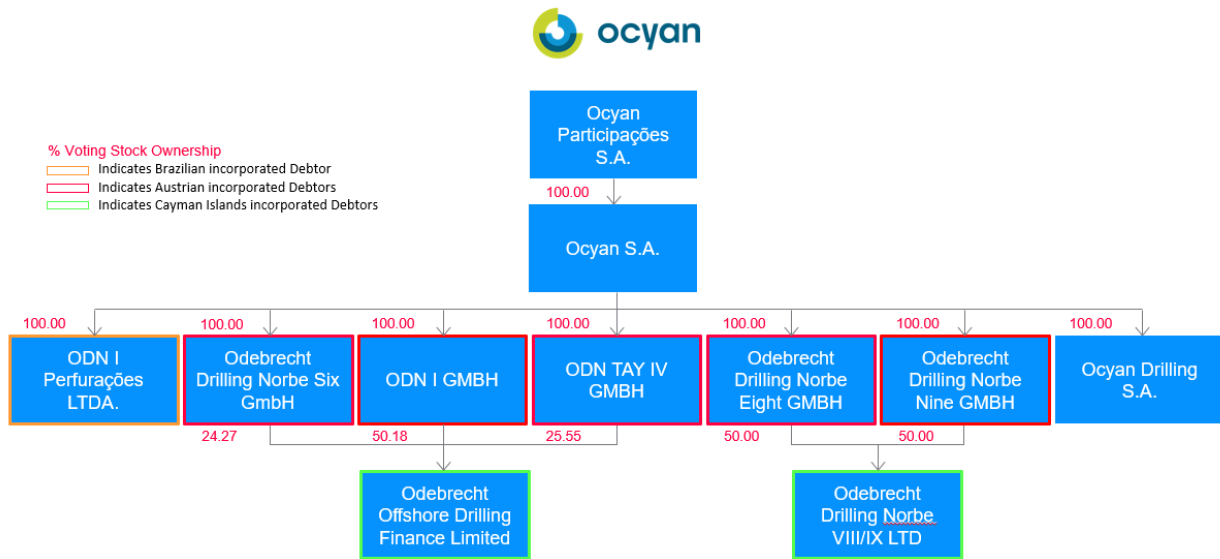 ocyan
Ocyan
Participações
S.A.
% Voting Stock Ownership
Indicates Brazilian incorporated Debtor
Indicates Austrian incorporated Debtors
Indicates Cayman Islands incorporated Debtors
100.00
Ocyan S.A.
100.00
100.00
100.00
100.00
100.00
100.00
100.00
ODN I
Perfurações
LTDA.
Odebrecht
Drilling Norbe Six
GmbH
ODN I GMBH
ODN TAY IV
GMBH
Odebrecht
Drilling Norbe
Eight GMBH
Odebrecht
Drilling Norbe
Nine GMBH
Ocyan Drilling
S.A.
24.27
50.18
25.55
50.00
50.00
Odebrecht
Offshore Drilling
Finance Limited
Odebrecht
Drilling Norbe
VIII/IX LTD